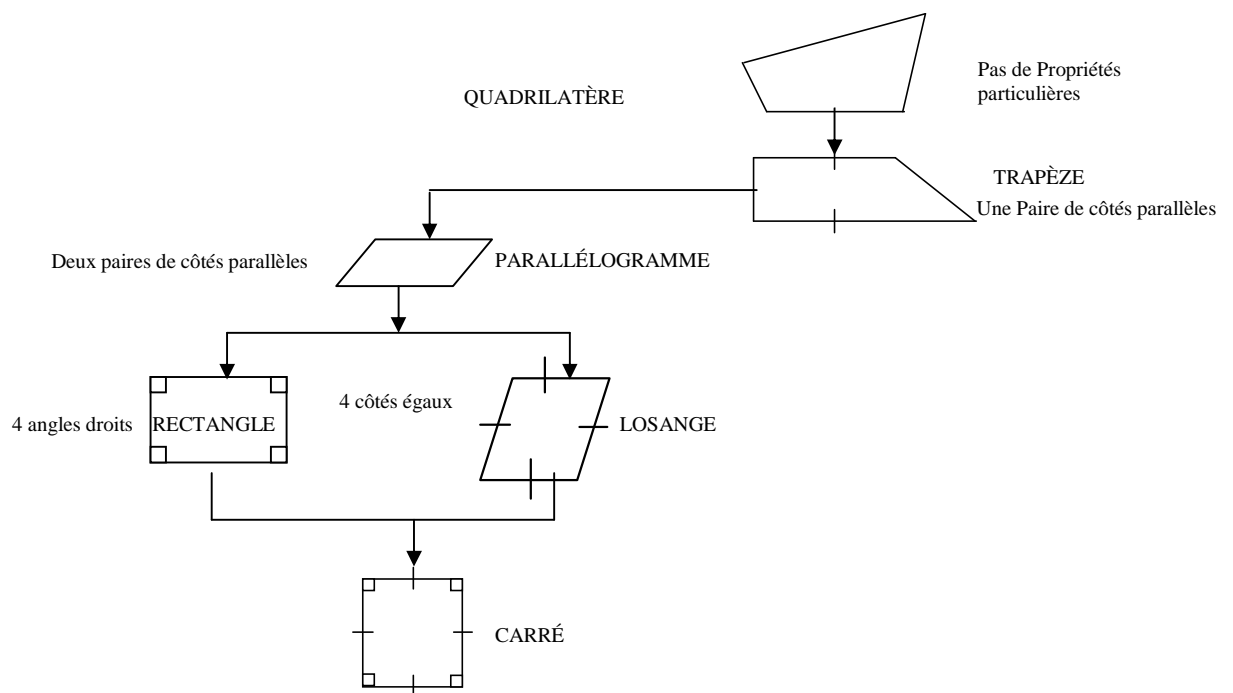 QUADRILATÈRE
Pas de Propriétés
particulières
TRAPÈZE
Une Paire de côtés parallèles
Deux paires de côtés parallèles
PARALLÉLOGRAMME
4 angles droits
RECTANGLE
4 côtés égaux
LOSANGE
CARRÉ